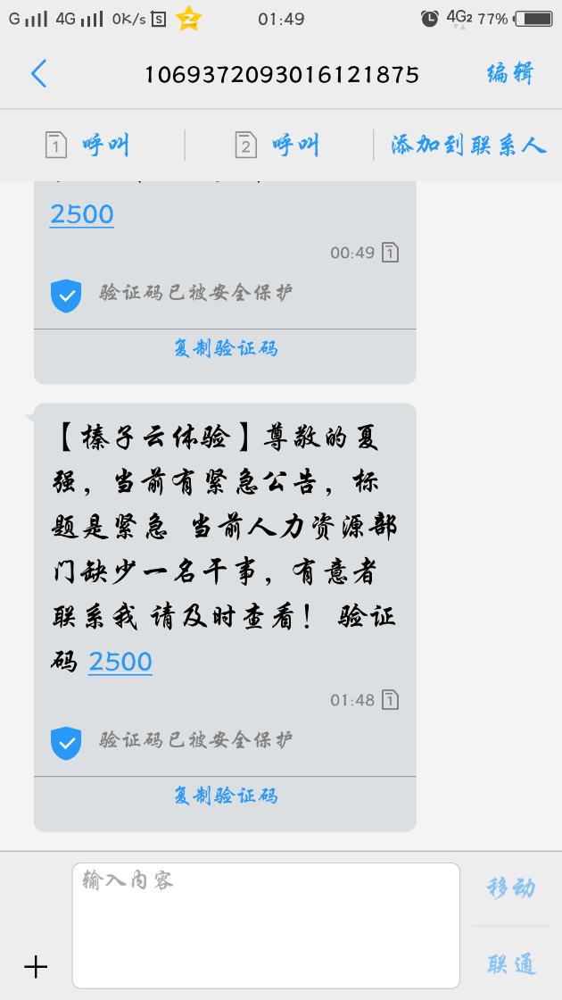 G 4G 0K/s S Z 01:49 4G2 77%
1069372093016121875 编辑
1 呼叫 2 呼叫 添加到联系人
2500
00:49 1
验证码已被安全保护
复制验证码
【榛子云体验】尊敬的夏
强，当前有紧急公告，标
题是紧急 当前人力资源部
门缺少一名干事，有意者
联系我 请及时查看！ 验证
码 2500
01:48 1
验证码已被安全保护
复制验证码
输入内容
移动
联通